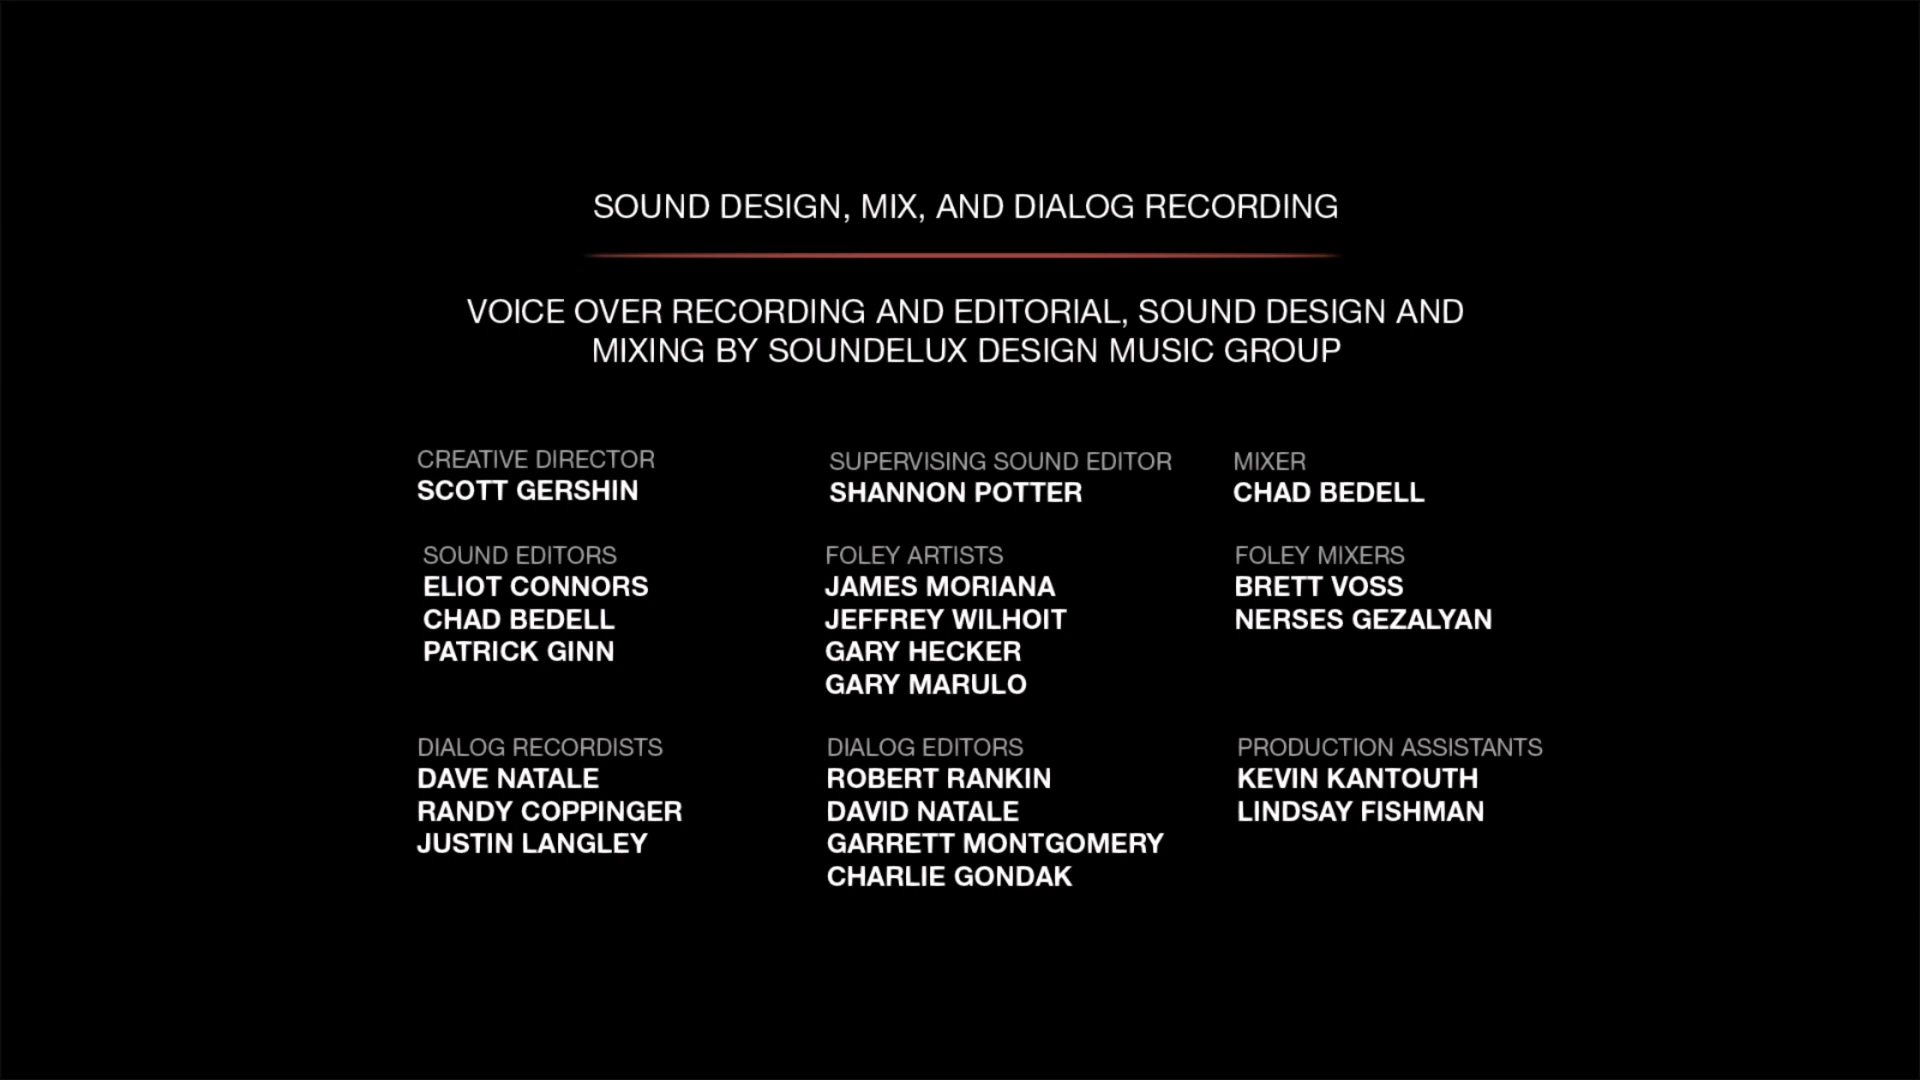 SOUND DESIGN, MIX, AND DIALOG RECORDING
VOICE OVER RECORDING AND EDITORIAL, SOUND DESIGN AND
MIXING BY SOUNDELUX DESIGN MUSIC GROUP
CREATIVE DIRECTOR
SCOTT GERSHIN
SUPERVISING SOUND EDITOR
SHANNON POTTER
MIXER
CHAD BEDELL
SOUND EDITORS
ELIOT CONNORS
CHAD BEDELL
PATRICK GINN
FOLEY ARTISTS
JAMES MORIANA
JEFFREY WILHOIT
GARY HECKER
GARY MARULO
FOLEY MIXERS
BRETT VOSS
NERSES GEZALYAN
DIALOG RECORDISTS
DAVE NATALE
RANDY COPPINGER
JUSTIN LANGLEY
DIALOG EDITORS
ROBERT RANKIN
DAVID NATALE
GARRETT MONTGOMERY
CHARLIE GONDAK
PRODUCTION ASSISTANTS
KEVIN KANTOUTH
LINDSAY FISHMAN